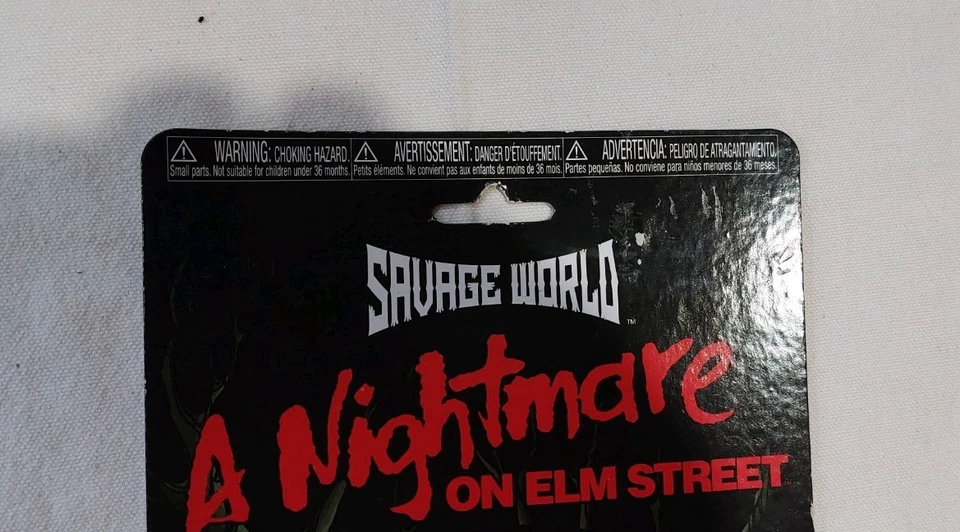 WARNING: CHOKING HAZARD.
Small parts. Not suitable for children under 36 months.
AVERTISSEMENT: DANGER D'ÉTOUFFEMENT.
Petits éléments. Ne convient pas aux enfants de moins de 36 mois.
ADVERTENCIA: PELIGRO DE ATRAGANTAMIENTO.
Partes pequeñas. No conviene para niños menores de 36 meses.
SAVAGE WORLD™
A Nightmare
ON ELM STREET